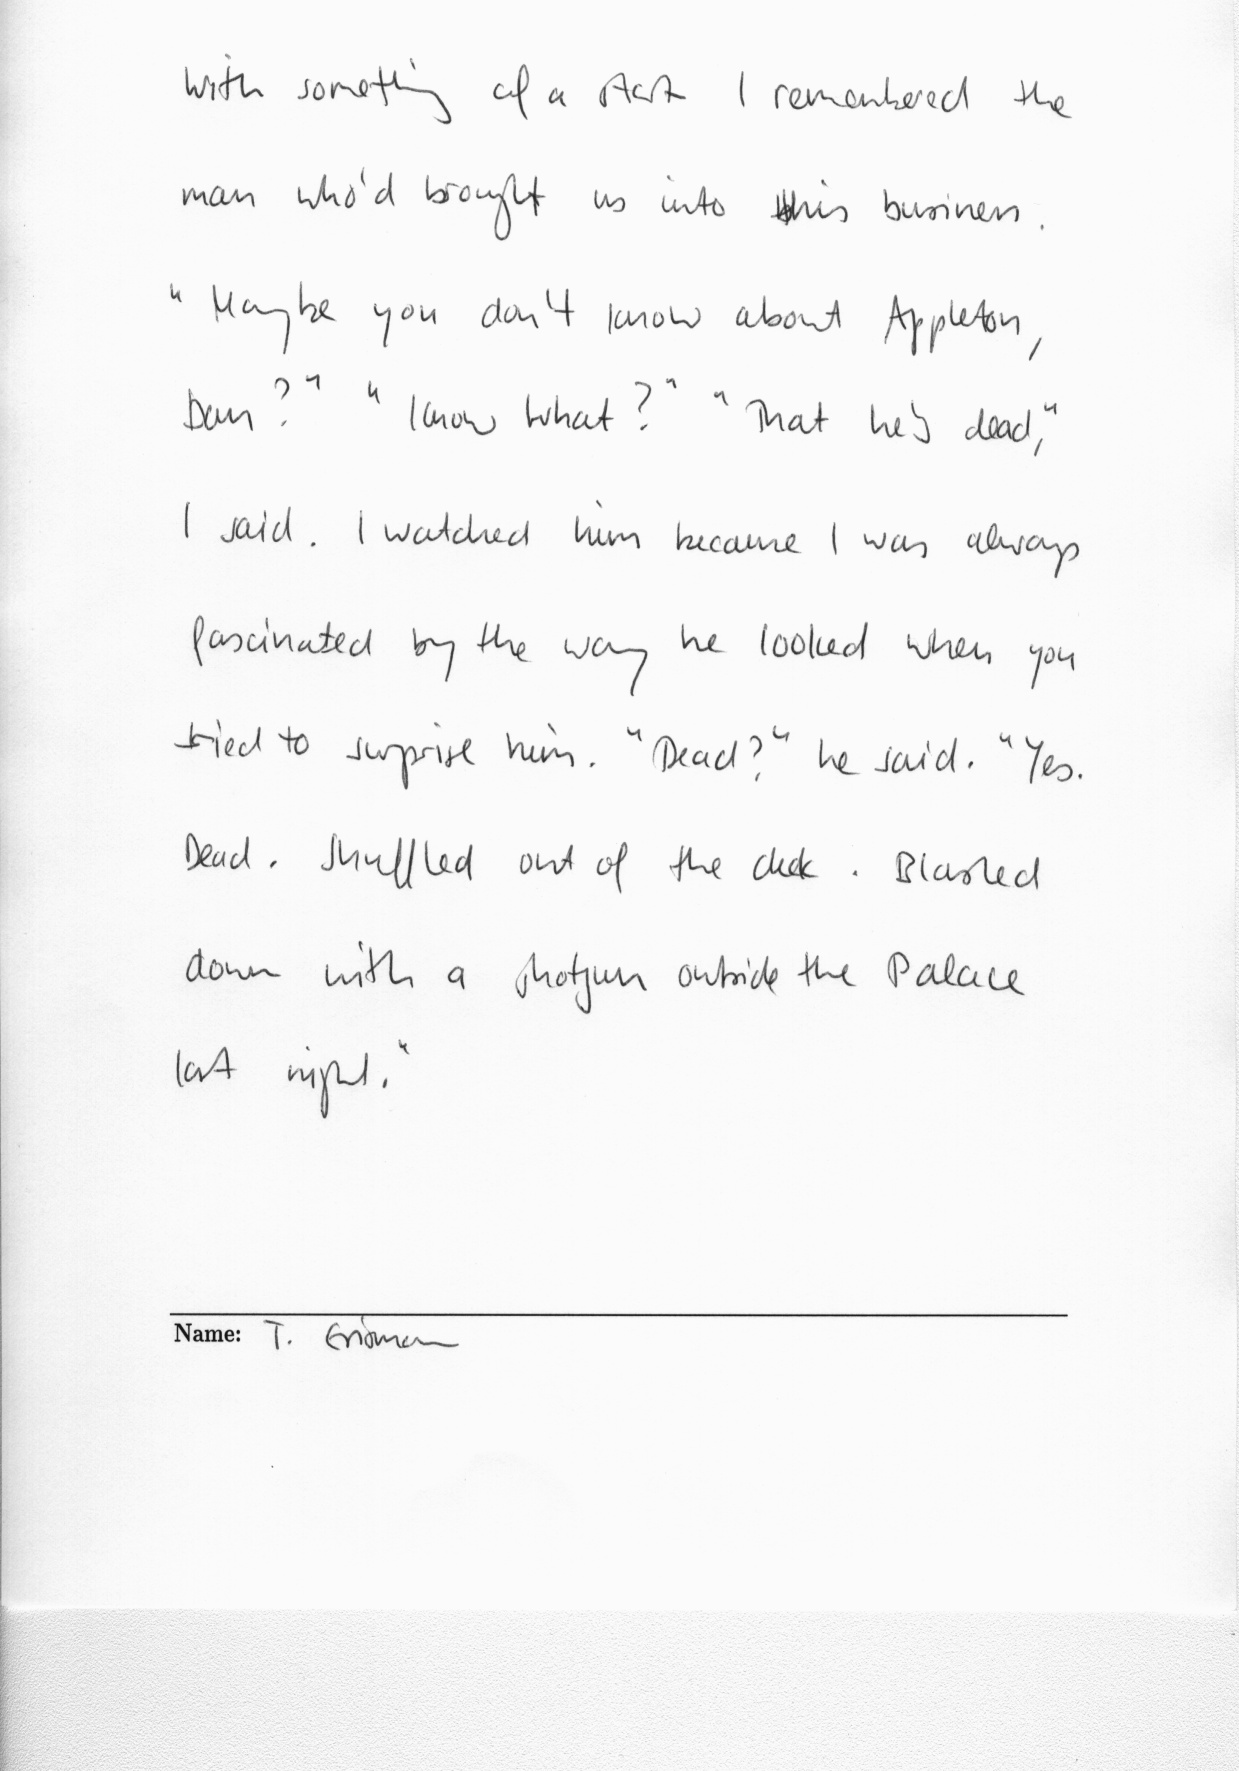 With something of a start I remembered the
man who'd brought us into this business.
"Maybe you don't know about Appleton,
Dan?" "Know what?" "That he's dead,"
I said. I watched him because I was always
fascinated by the way he looked when you
tried to surprise him. "Dead?" he said. "Yes.
Dead. Shuffled out of the deck. Blasted
down with a shotgun outside the Palace
last night."
Name: T.